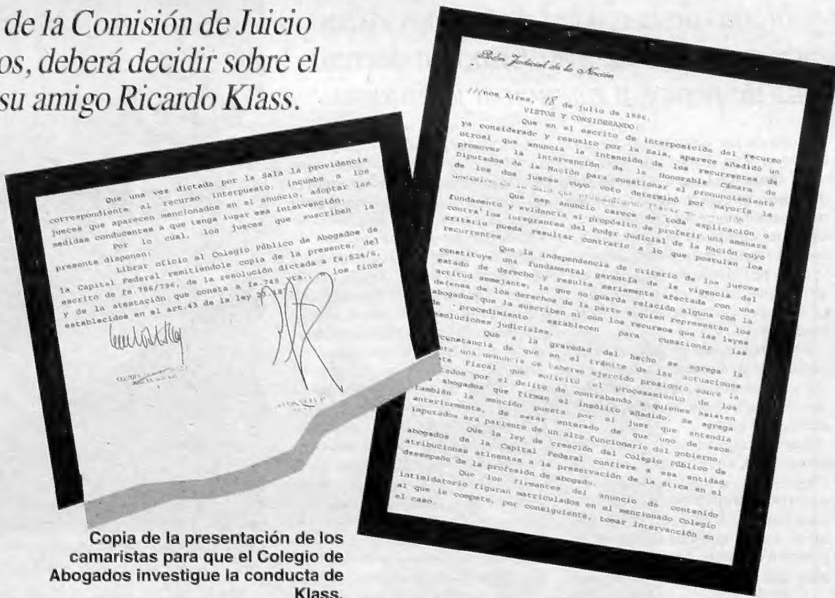 de la Comisión de Juicio
os, deberá decidir sobre el
su amigo Ricardo Klass.
Que una vez dictada por la Sala la providencia
correspondiente al recurso interpuesto, incumbe a los
jueces que aparecen mencionados en el anuncio, adoptar las
medidas conducentes a que tenga lugar esa intervención.
Por lo cual, los jueces que suscriben la
presente disponen:
Librar oficio al Colegio Público de Abogados de
la Capital Federal remitiéndole copia de la presente, del
escrito de fs.786/796, de la resolución dictada a fs.824/6,
y de la atestación que consta a fs.749 vta., a los fines
establecidos en el art.43 de la ley
Copia de la presentación de los
camaristas para que el Colegio de
Abogados investigue la conducta de
Klass.
Poder Judicial de la Nación
///nos Aires, 18 de julio de 1996.
VISTOS Y CONSIDERANDO:
Que en el escrito de interposición del recurso
ya considerado y resuelto por la Sala, aparece añadido un
otrosí que anuncia la intención de los recurrentes de
promover la intervención de la Honorable Cámara de
Diputados de la Nación para cuestionar el pronunciamiento
de los dos jueces cuyo voto determinó por mayoría la
Que ese anuncio carece de toda explicación o
fundamento y evidencia el propósito de proferir una amenaza
contra los integrantes del Poder Judicial de la Nación cuyo
criterio pueda resultar contrario a lo que postulan los
recurrentes.
Que la independencia de criterio de los jueces
constituye una fundamental garantía de la vigencia del
estado de derecho y resulta seriamente afectada con una
actitud semejante, la que no guarda relación alguna con la
defensa de los derechos de la parte a quien representan los
abogados que la suscriben ni con los recursos que las leyes
de procedimiento establecen para cuestionar las
resoluciones judiciales.
Que a la gravedad del hecho se agrega la
cunstancia de que en el trámite de las actuaciones
una denuncia de haberse ejercido presiones sobre la
Fiscal que solicitó el procesamiento de los
por el delito de contrabando a quienes asisten
abogados que firman el insólito añadido. Se agrega
también la mención puesta por el juez que entendía
anteriormente, de estar enterado de que uno de esos
imputados era pariente de un alto funcionario del gobierno.
Que la ley de creación del Colegio Público de
abogados de la Capital Federal confiere a esa entidad
atribuciones atinentes a la preservación de la ética en el
desempeño de la profesión de abogado.
Que los firmantes del anuncio de contenido
intimidatorio figuran matriculados en el mencionado Colegio
al que le compete, por consiguiente, tomar intervención en
el caso.